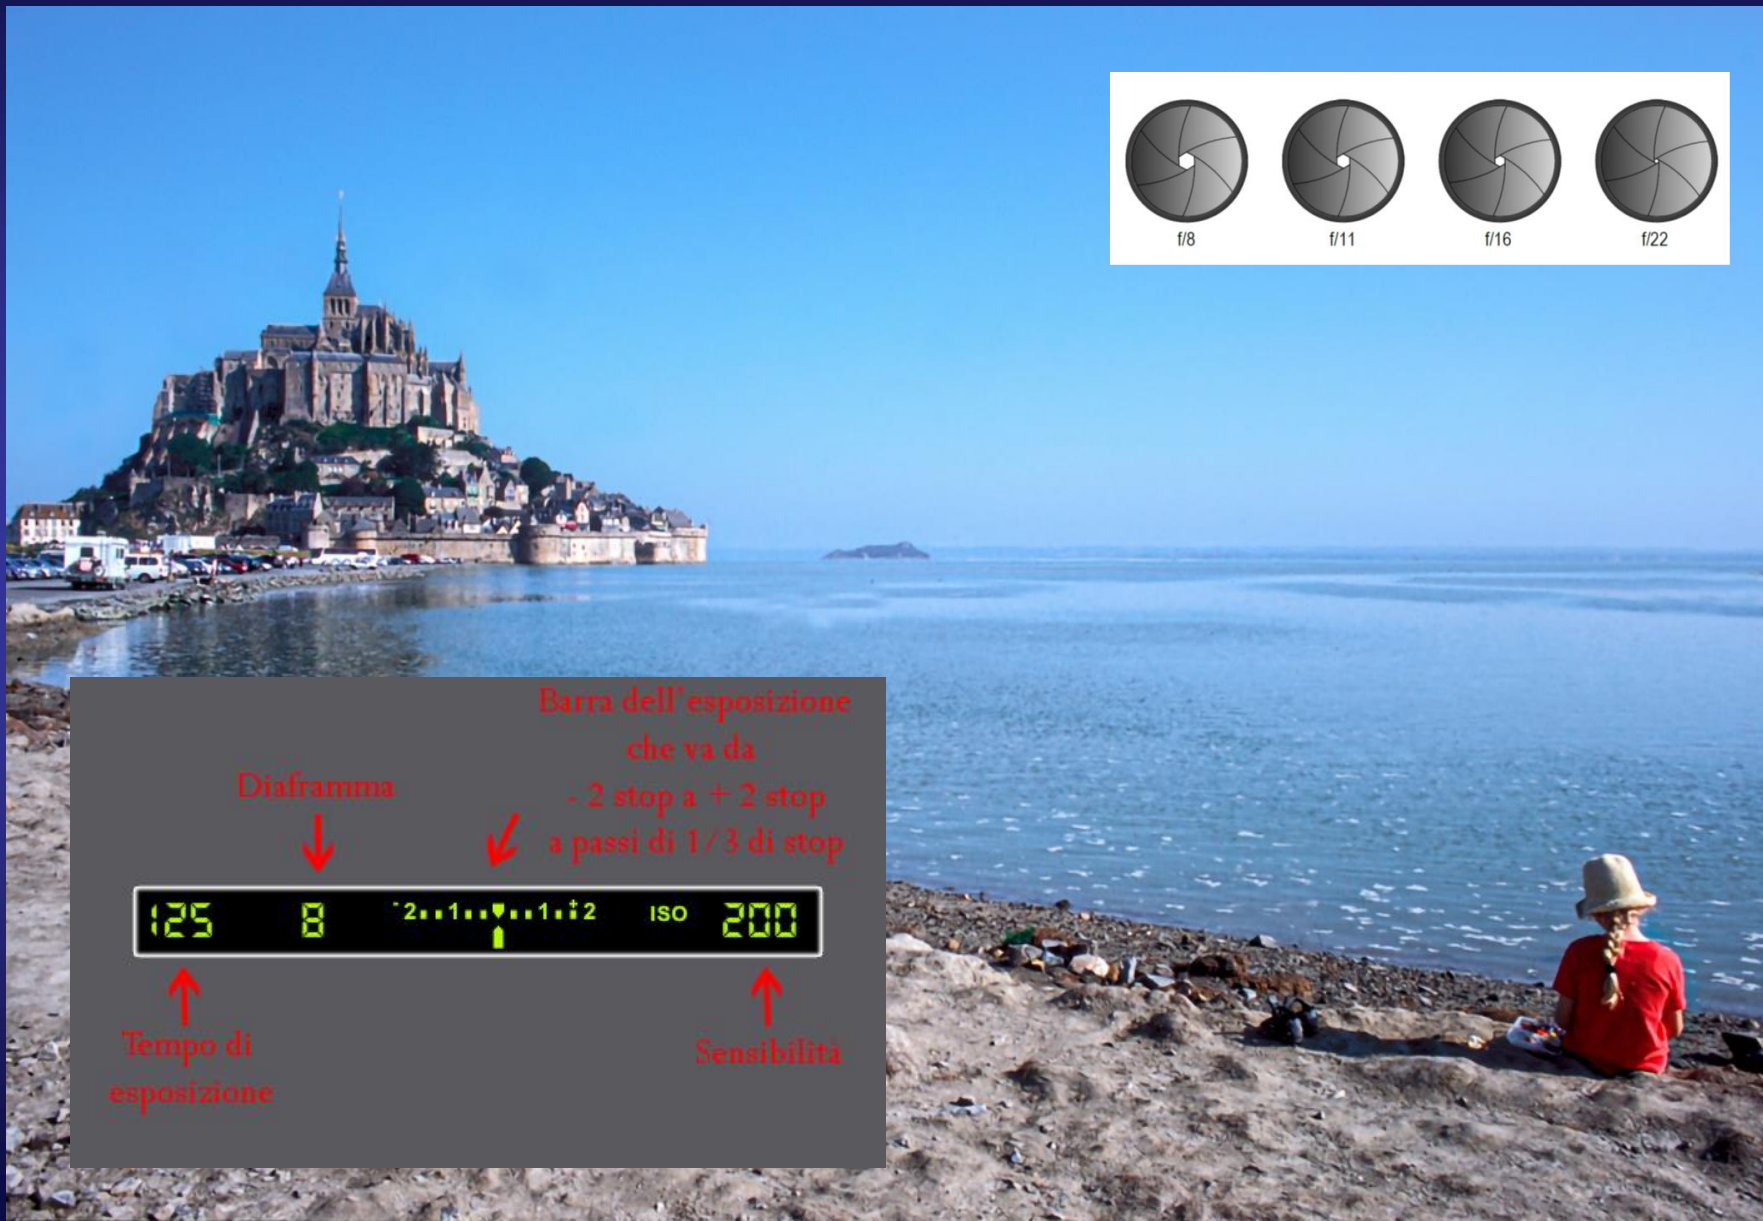 f/8 f/11 f/16 f/22
Barra dell'esposizione
che va da
- 2 stop a + 2 stop
a passi di 1/3 di stop
Diaframma
125 8 -2 1 1 +2 ISO 200
Tempo di
esposizione
Sensibilità